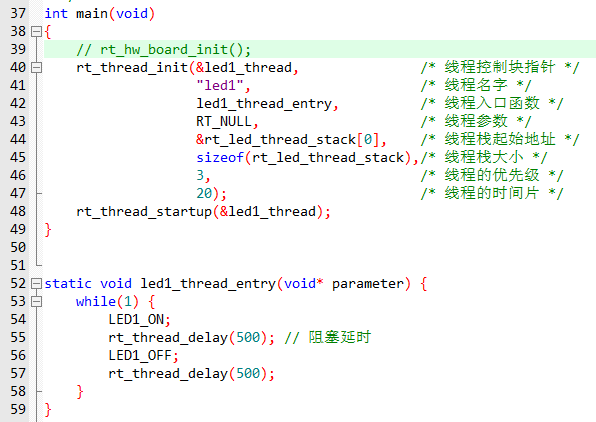 37 int main(void)
38 {
39     // rt_hw_board_init();
40     rt_thread_init(&led1_thread,               /* 线程控制块指针 */
41                    "led1",                     /* 线程名字 */
42                    led1_thread_entry,          /* 线程入口函数 */
43                    RT_NULL,                    /* 线程参数 */
44                    &rt_led_thread_stack[0],    /* 线程栈起始地址 */
45                    sizeof(rt_led_thread_stack),/* 线程栈大小 */
46                    3,                          /* 线程的优先级 */
47                    20);                        /* 线程的时间片 */
48     rt_thread_startup(&led1_thread);
49 }
50
51
52 static void led1_thread_entry(void* parameter) {
53     while(1) {
54         LED1_ON;
55         rt_thread_delay(500); // 阻塞延时
56         LED1_OFF;
57         rt_thread_delay(500);
58     }
59 }